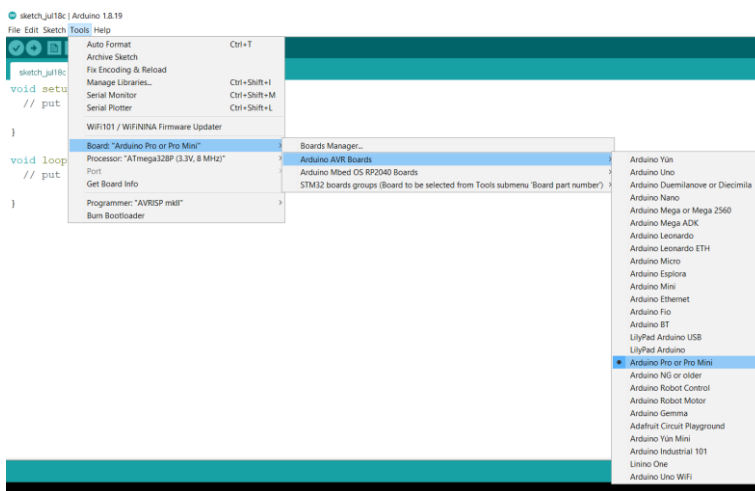 sketch_jul18c | Arduino 1.8.19
File Edit Sketch Tools Help
sketch_jul18c
void setu
// put
}
void loop
// put
}
Auto Format Ctrl+T
Archive Sketch
Fix Encoding & Reload
Manage Libraries... Ctrl+Shift+I
Serial Monitor Ctrl+Shift+M
Serial Plotter Ctrl+Shift+L
WiFi101 / WiFiNINA Firmware Updater
Board: "Arduino Pro or Pro Mini"
Processor: "ATmega328P (3.3V, 8 MHz)"
Port
Get Board Info
Programmer: "AVRISP mkII"
Burn Bootloader
Boards Manager...
Arduino AVR Boards
Arduino Mbed OS RP2040 Boards
STM32 boards groups (Board to be selected from Tools submenu 'Board part number')
Arduino Yún
Arduino Uno
Arduino Duemilanove or Diecimila
Arduino Nano
Arduino Mega or Mega 2560
Arduino Mega ADK
Arduino Leonardo
Arduino Leonardo ETH
Arduino Micro
Arduino Esplora
Arduino Mini
Arduino Ethernet
Arduino Fio
Arduino BT
LilyPad Arduino USB
LilyPad Arduino
Arduino Pro or Pro Mini
Arduino NG or older
Arduino Robot Control
Arduino Robot Motor
Arduino Gemma
Adafruit Circuit Playground
Arduino Yún Mini
Arduino Industrial 101
Linino One
Arduino Uno WiFi